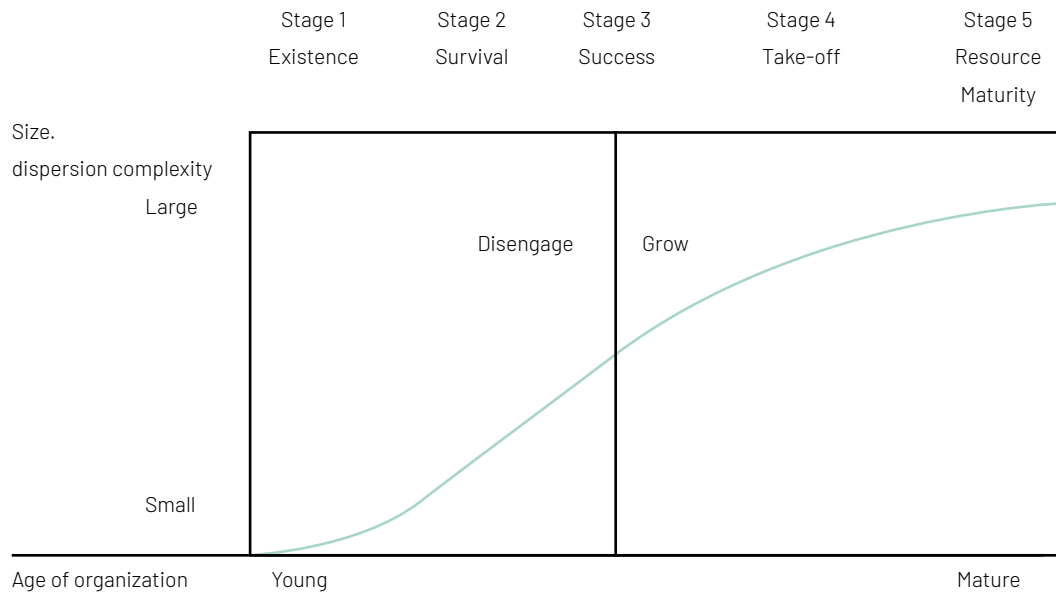 Stage 1
Stage 2
Stage 3
Stage 4
Stage 5
Existence
Survival
Success
Take-off
Resource
Maturity
Size.
dispersion complexity
Large
Disengage
Grow
Small
Age of organization
Young
Mature